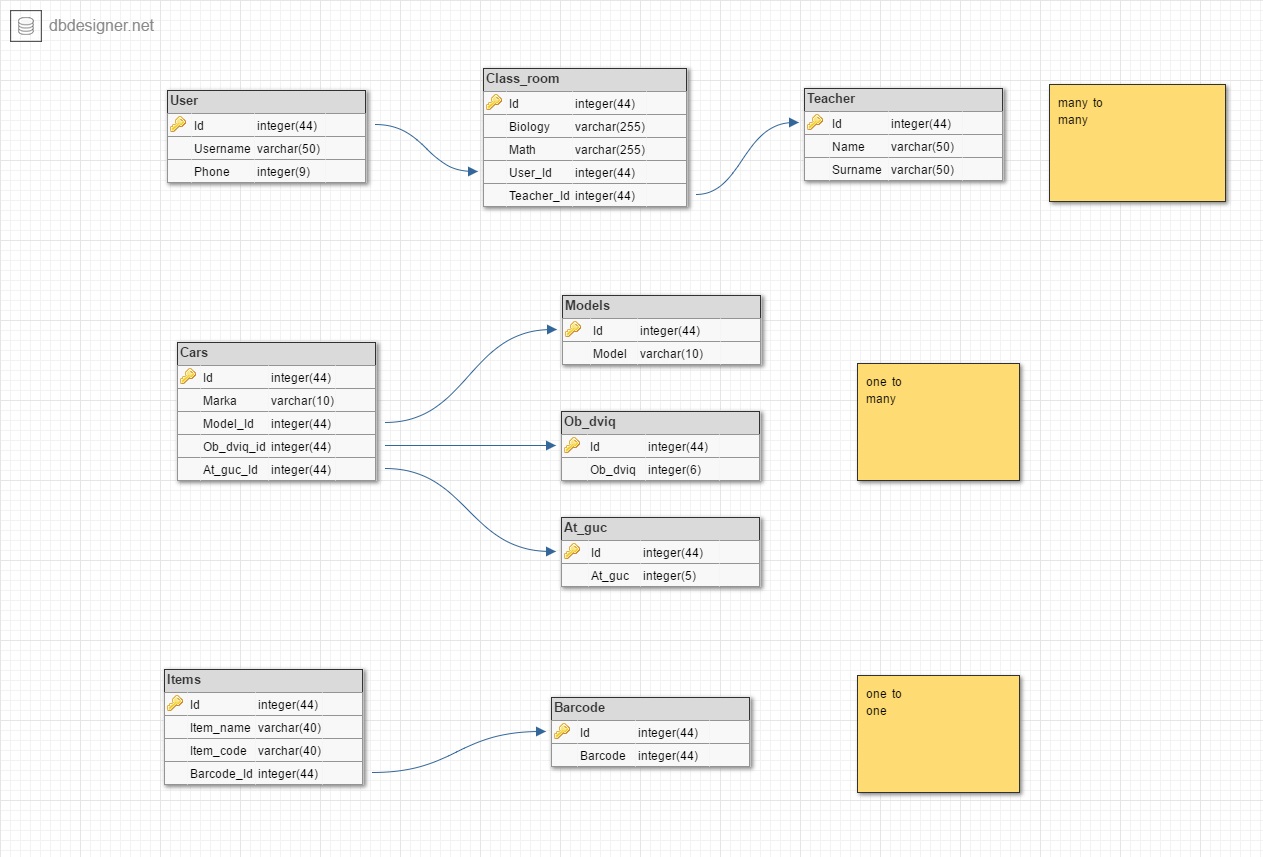 dbdesigner.net
User
Id integer(44)
Username varchar(50)
Phone integer(9)
Class_room
Id integer(44)
Biology varchar(255)
Math varchar(255)
User_Id integer(44)
Teacher_Id integer(44)
Teacher
Id integer(44)
Name varchar(50)
Surname varchar(50)
many to
many
Cars
Id integer(44)
Marka varchar(10)
Model_Id integer(44)
Ob_dviq_id integer(44)
At_guc_Id integer(44)
Models
Id integer(44)
Model varchar(10)
Ob_dviq
Id integer(44)
Ob_dviq integer(6)
At_guc
Id integer(44)
At_guc integer(5)
one to
many
Items
Id integer(44)
Item_name varchar(40)
Item_code varchar(40)
Barcode_Id integer(44)
Barcode
Id integer(44)
Barcode integer(44)
one to
one